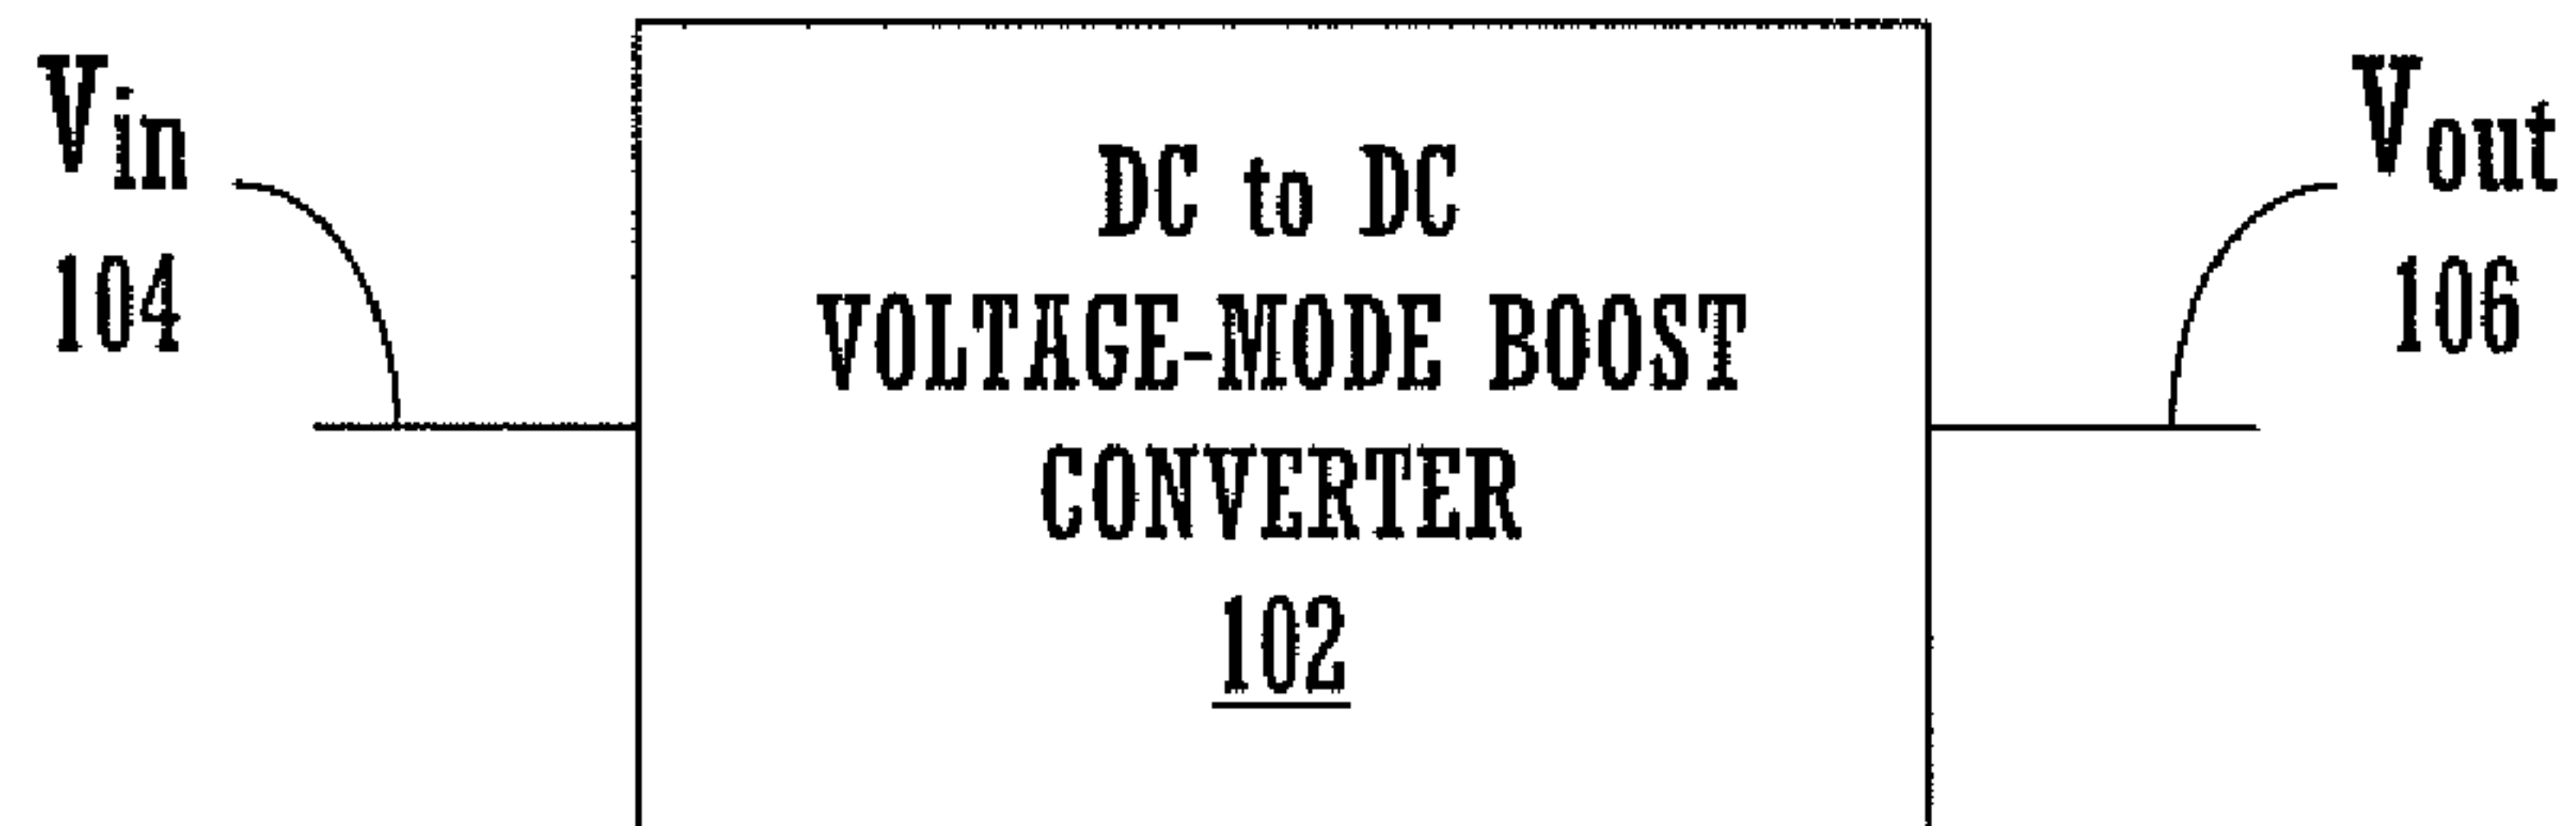 Vin
104
DC to DC
VOLTAGE-MODE BOOST
CONVERTER
102
Vout
106